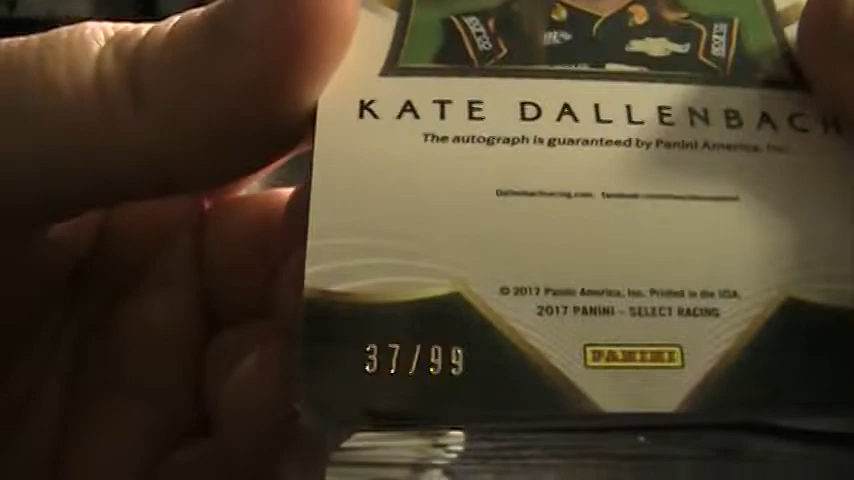 KATE DALLENBACH
The autograph is guaranteed by Panini America, Inc.
© 2017 Panini America, Inc. Printed in the USA.
2017 PANINI - SELECT RACING
PANINI
37/99